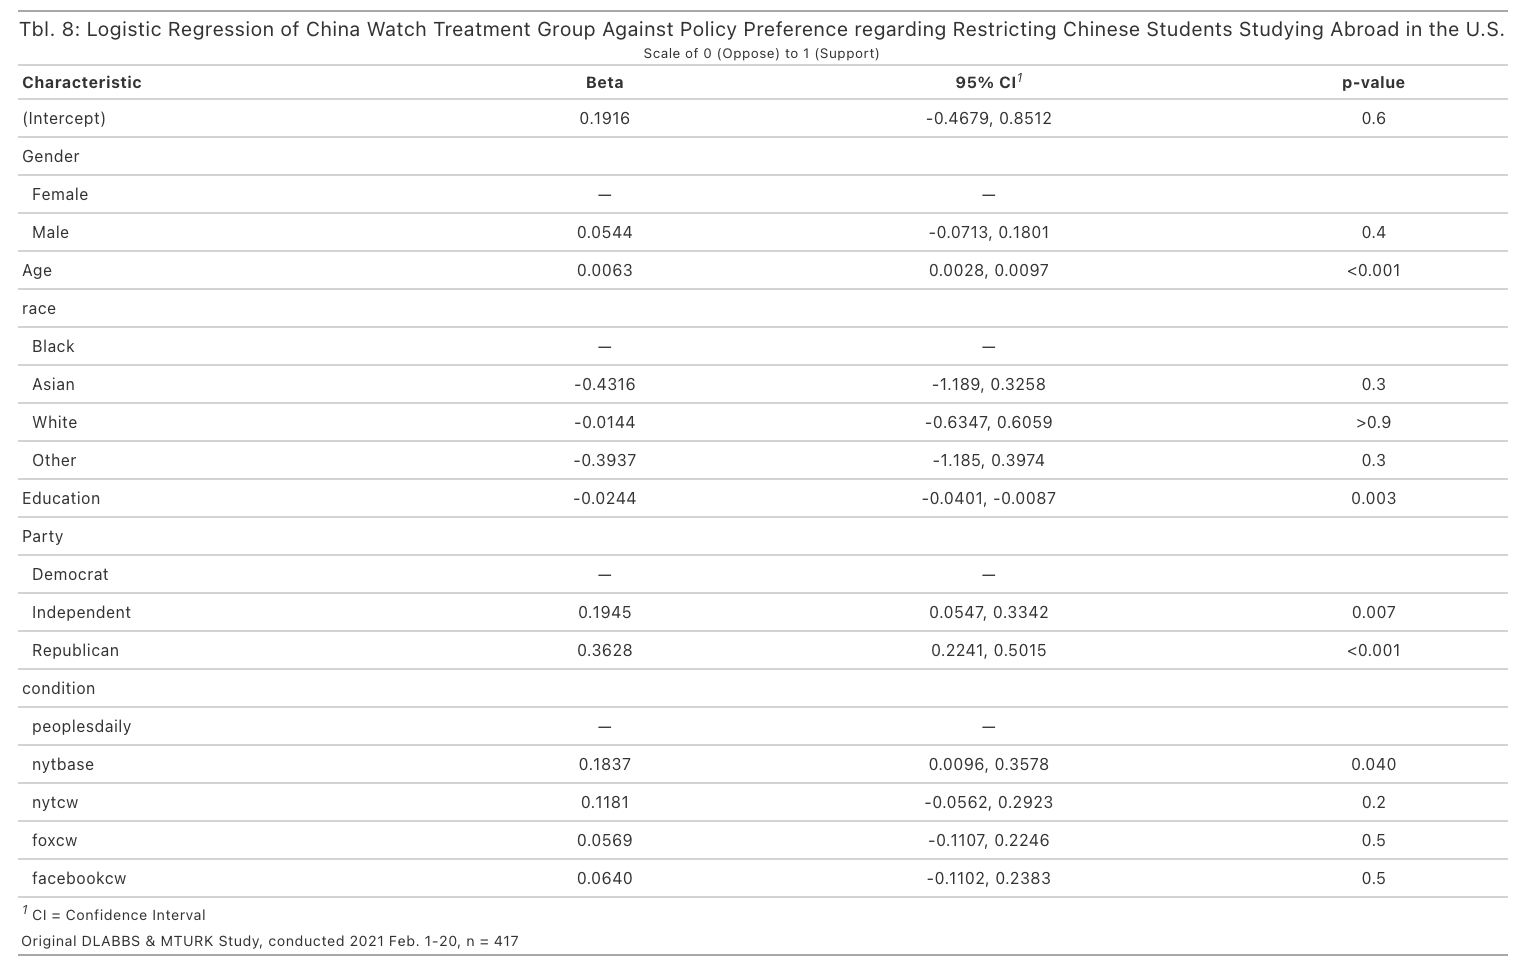 Tbl. 8: Logistic Regression of China Watch Treatment Group Against Policy Preference regarding Restricting Chinese Students Studying Abroad in the U.S.
Scale of 0 (Oppose) to 1 (Support)
Characteristic Beta 95% CI1 p-value
(Intercept) 0.1916 -0.4679, 0.8512 0.6
Gender
Female — —
Male 0.0544 -0.0713, 0.1801 0.4
Age 0.0063 0.0028, 0.0097 <0.001
race
Black — —
Asian -0.4316 -1.189, 0.3258 0.3
White -0.0144 -0.6347, 0.6059 >0.9
Other -0.3937 -1.185, 0.3974 0.3
Education -0.0244 -0.0401, -0.0087 0.003
Party
Democrat — —
Independent 0.1945 0.0547, 0.3342 0.007
Republican 0.3628 0.2241, 0.5015 <0.001
condition
peoplesdaily — —
nytbase 0.1837 0.0096, 0.3578 0.040
nytcw 0.1181 -0.0562, 0.2923 0.2
foxcw 0.0569 -0.1107, 0.2246 0.5
facebookcw 0.0640 -0.1102, 0.2383 0.5
1 CI = Confidence Interval
Original DLABBS & MTURK Study, conducted 2021 Feb. 1-20, n = 417